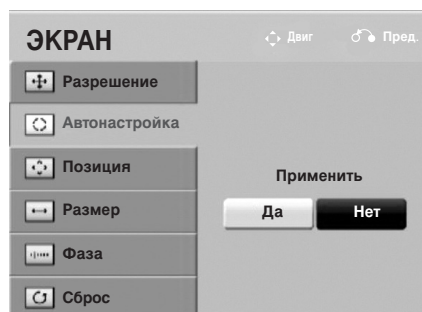 ЭКРАН
Двиг
Пред.
Разрешение
Автонастройка
Позиция
Размер
Фаза
Сброс
Применить
Да
Нет